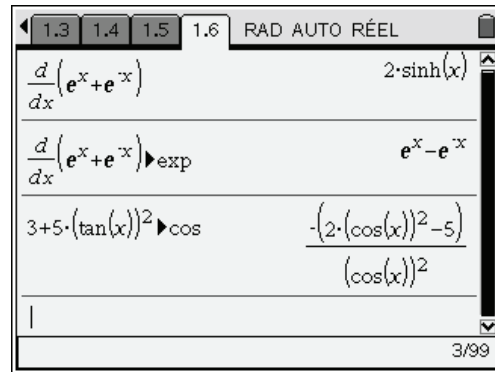 1.3 1.4 1.5 1.6 RAD AUTO RÉEL
d/dx(e^x+e^-x) 2·sinh(x)
d/dx(e^x+e^-x)▶exp e^x-e^-x
3+5·(tan(x))^2▶cos -(2·(cos(x))^2-5)/(cos(x))^2
3/99